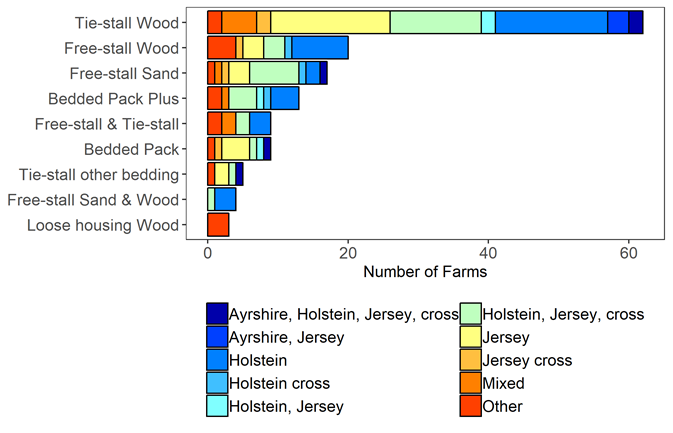 Tie-stall Wood
Free-stall Wood
Free-stall Sand
Bedded Pack Plus
Free-stall & Tie-stall
Bedded Pack
Tie-stall other bedding
Free-stall Sand & Wood
Loose housing Wood
0 20 40 60
Number of Farms
Ayrshire, Holstein, Jersey, cross
Ayrshire, Jersey
Holstein
Holstein cross
Holstein, Jersey
Holstein, Jersey, cross
Jersey
Jersey cross
Mixed
Other